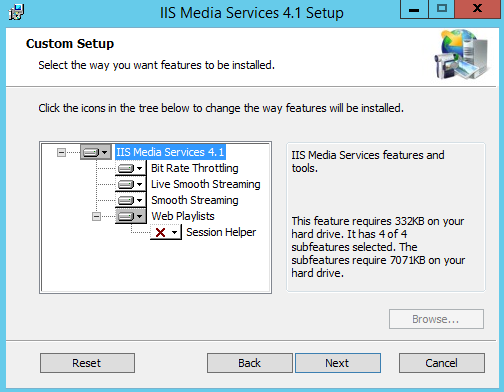 IIS Media Services 4.1 Setup
Custom Setup
Select the way you want features to be installed.
Click the icons in the tree below to change the way features will be installed.
IIS Media Services 4.1
Bit Rate Throttling
Live Smooth Streaming
Smooth Streaming
Web Playlists
Session Helper
IIS Media Services features and
tools.
This feature requires 332KB on your
hard drive. It has 4 of 4
subfeatures selected. The
subfeatures require 7071KB on your
hard drive.
Browse...
Reset
Back
Next
Cancel